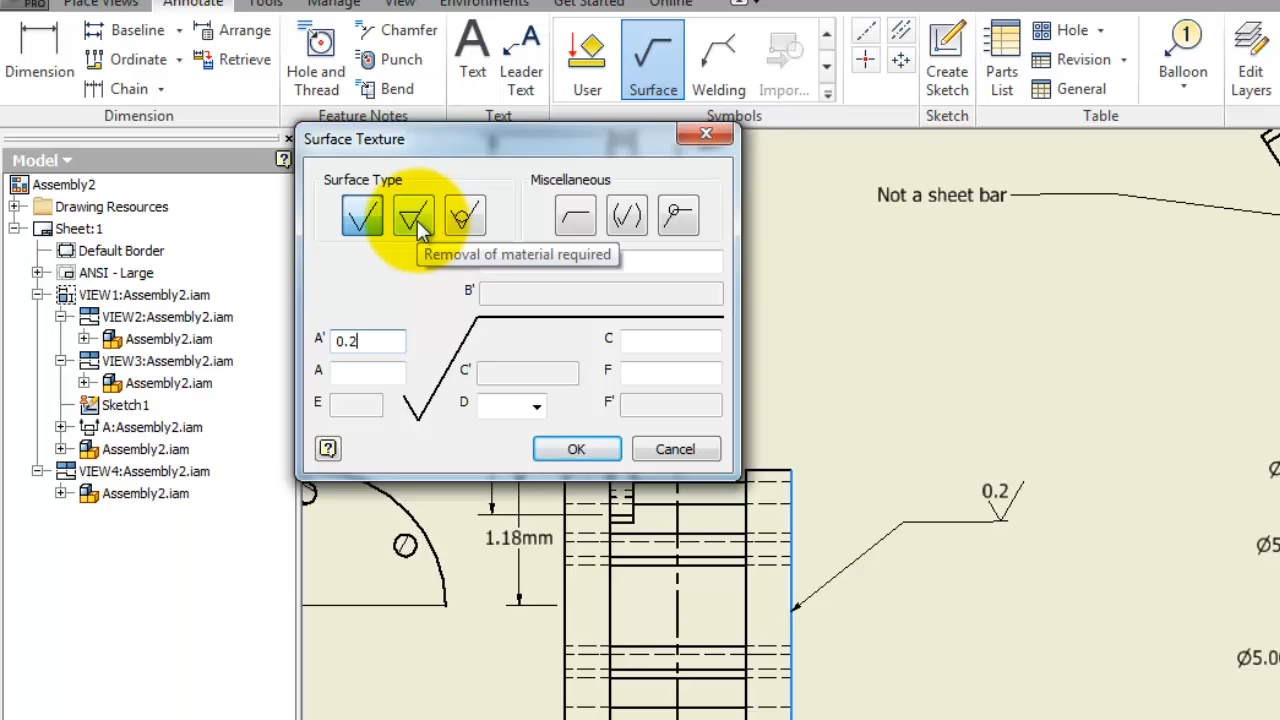 PRO Place Views Annotate Tools Manage View Environments Get Started Online
Dimension
Baseline
Ordinate
Chain
Arrange
Retrieve
Dimension
Hole and Thread
Chamfer
Punch
Bend
Feature Notes
Text
Leader Text
Text
User
Surface
Welding
Impor...
Symbols
Create Sketch
Sketch
Parts List
Hole
Revision
General
Table
1
Balloon
Edit Layers
Model
Assembly2
Drawing Resources
Sheet:1
Default Border
ANSI - Large
VIEW1:Assembly2.iam
VIEW2:Assembly2.iam
Assembly2.iam
VIEW3:Assembly2.iam
Assembly2.iam
Sketch1
A:Assembly2.iam
Assembly2.iam
VIEW4:Assembly2.iam
Assembly2.iam
Surface Texture
Surface Type
Miscellaneous
Removal of material required
B'
A' 0.2
C
A
C'
F
E
D
F'
OK
Cancel
Not a sheet bar
0.2
1.18mm
Ø5.00